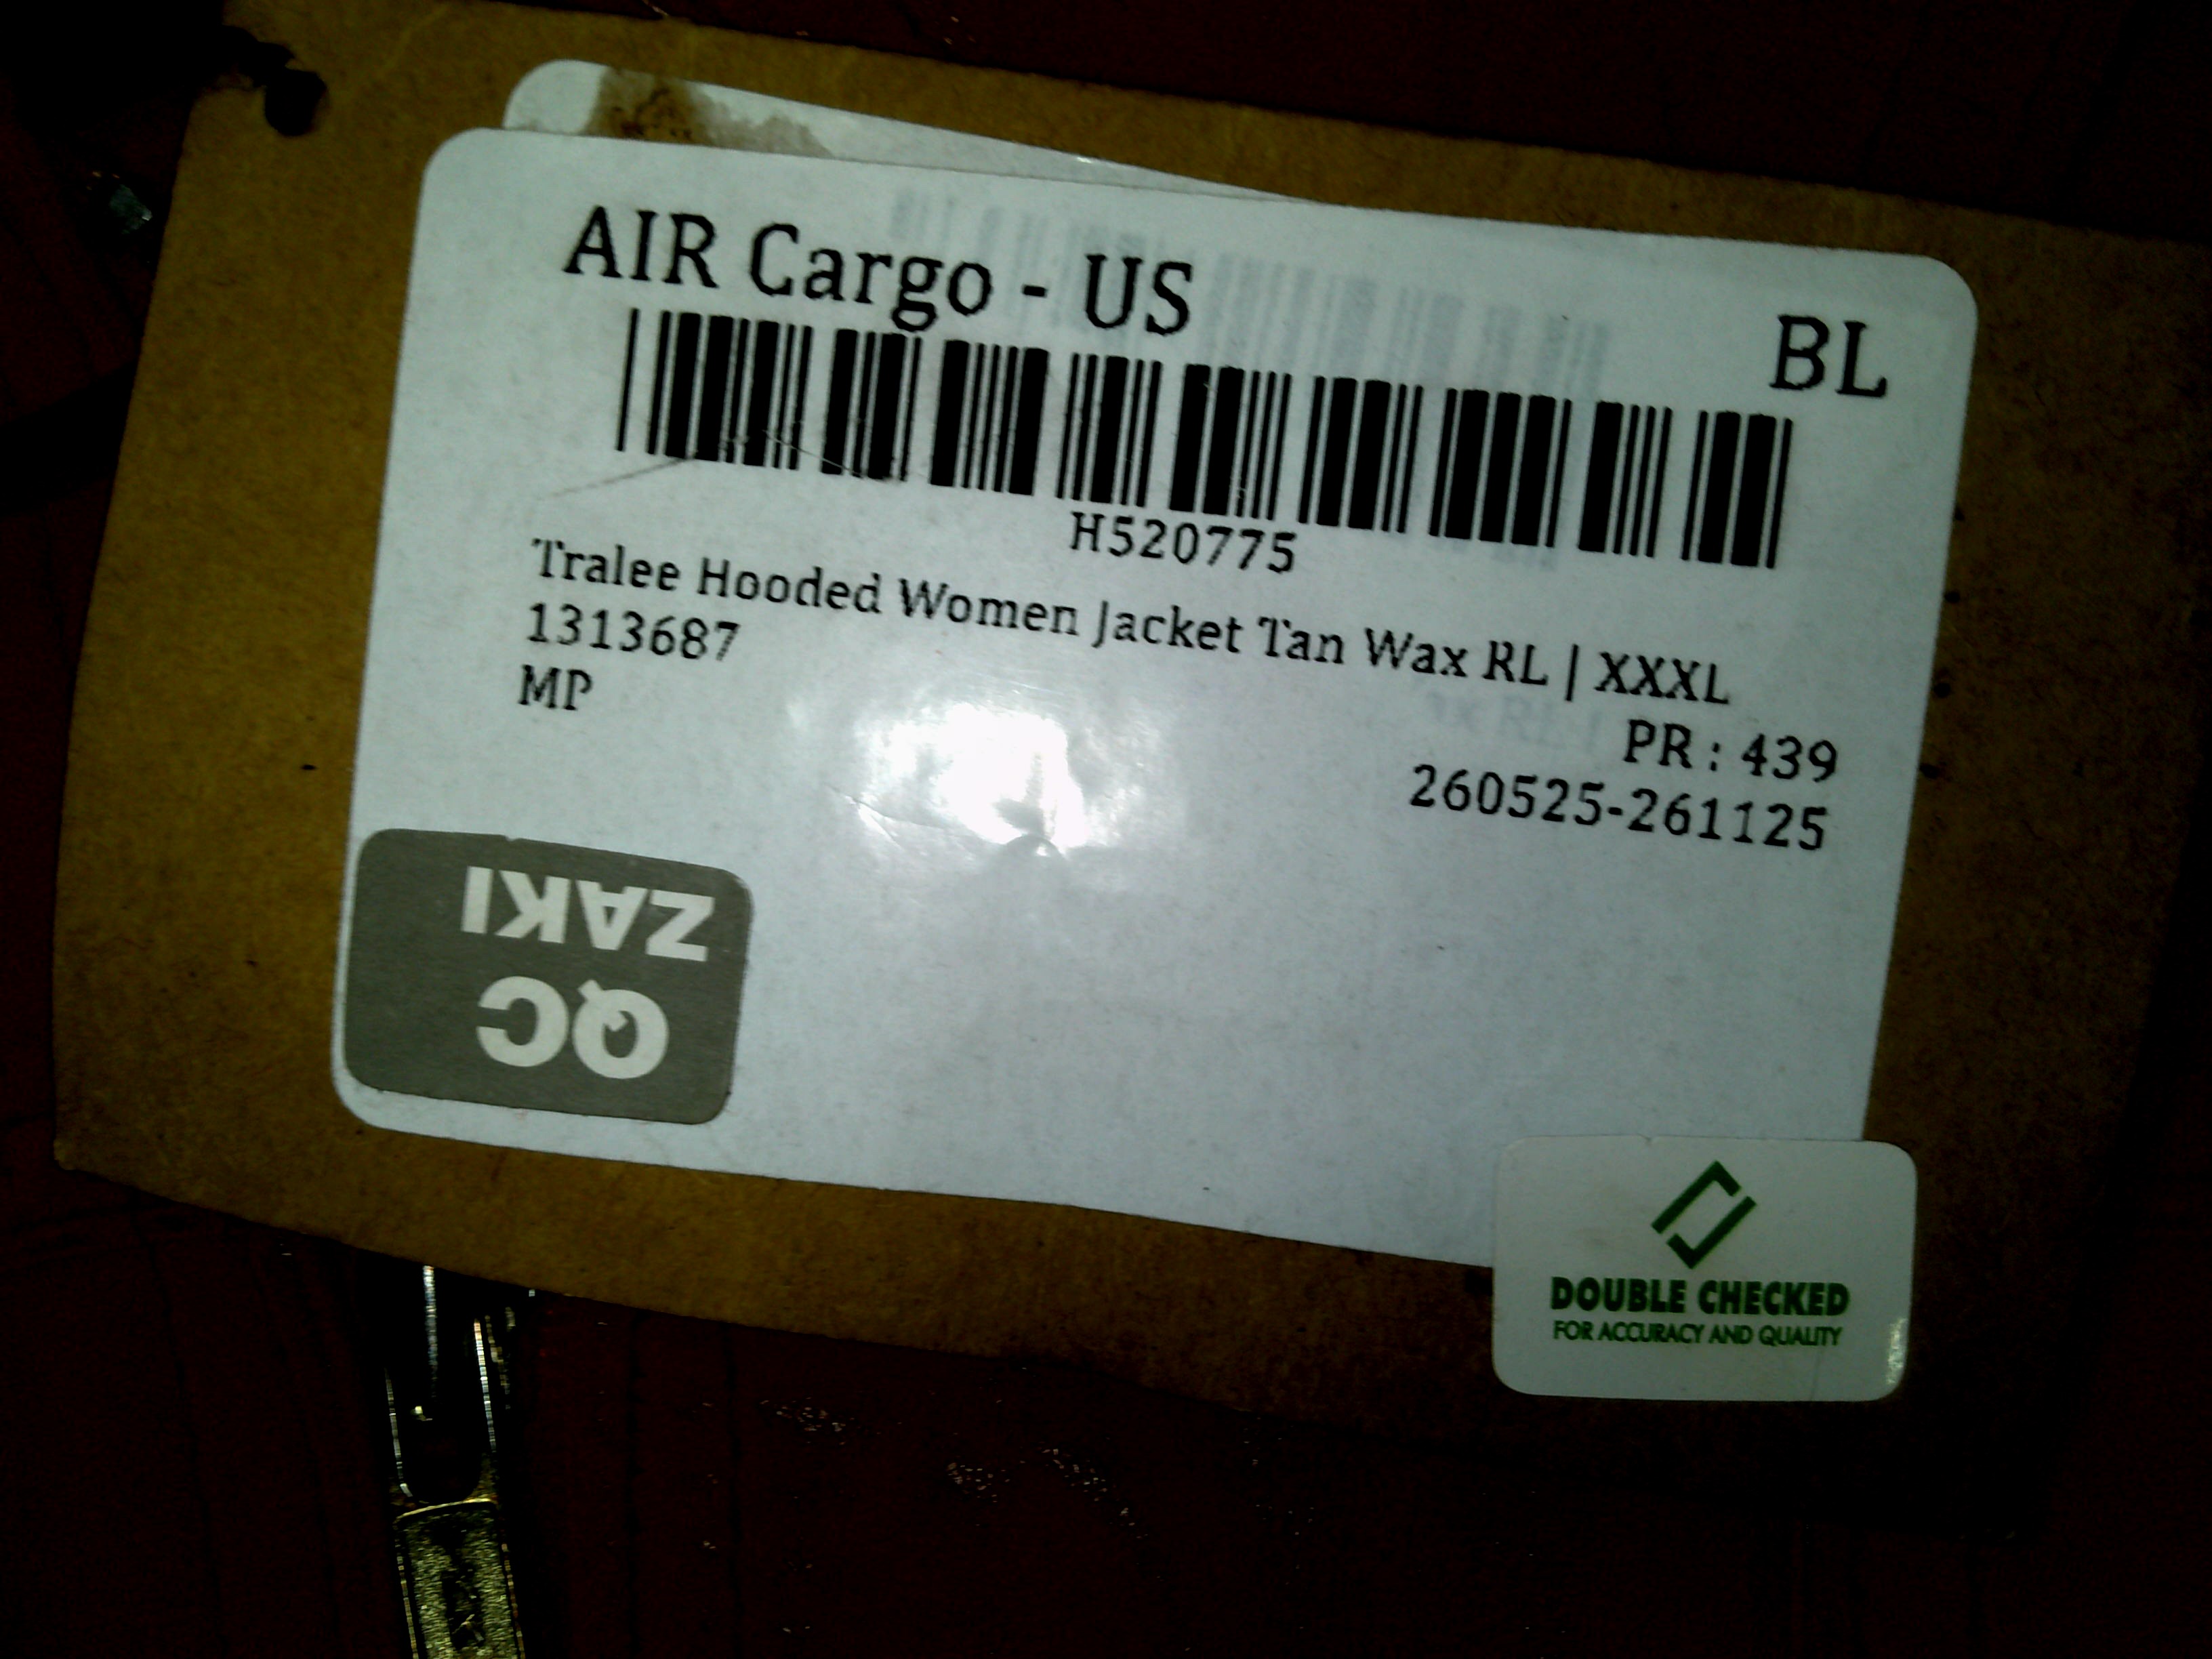 AIR Cargo - US
BL
H520775
Tralee Hooded Women Jacket Tan Wax RL | XXXL
1313687
MP
PR : 439
260525-261125
QC
ZAKI
DOUBLE CHECKED
FOR ACCURACY AND QUALITY